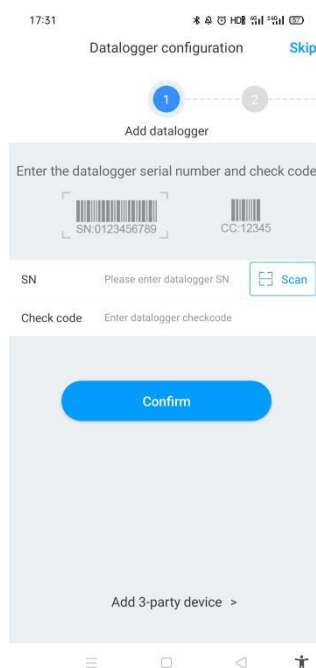 17:31
Datalogger configuration Skip
1 2
Add datalogger
Enter the datalogger serial number and check code
SN:0123456789 CC:12345
SN Please enter datalogger SN Scan
Check code Enter datalogger checkcode
Confirm
Add 3-party device >